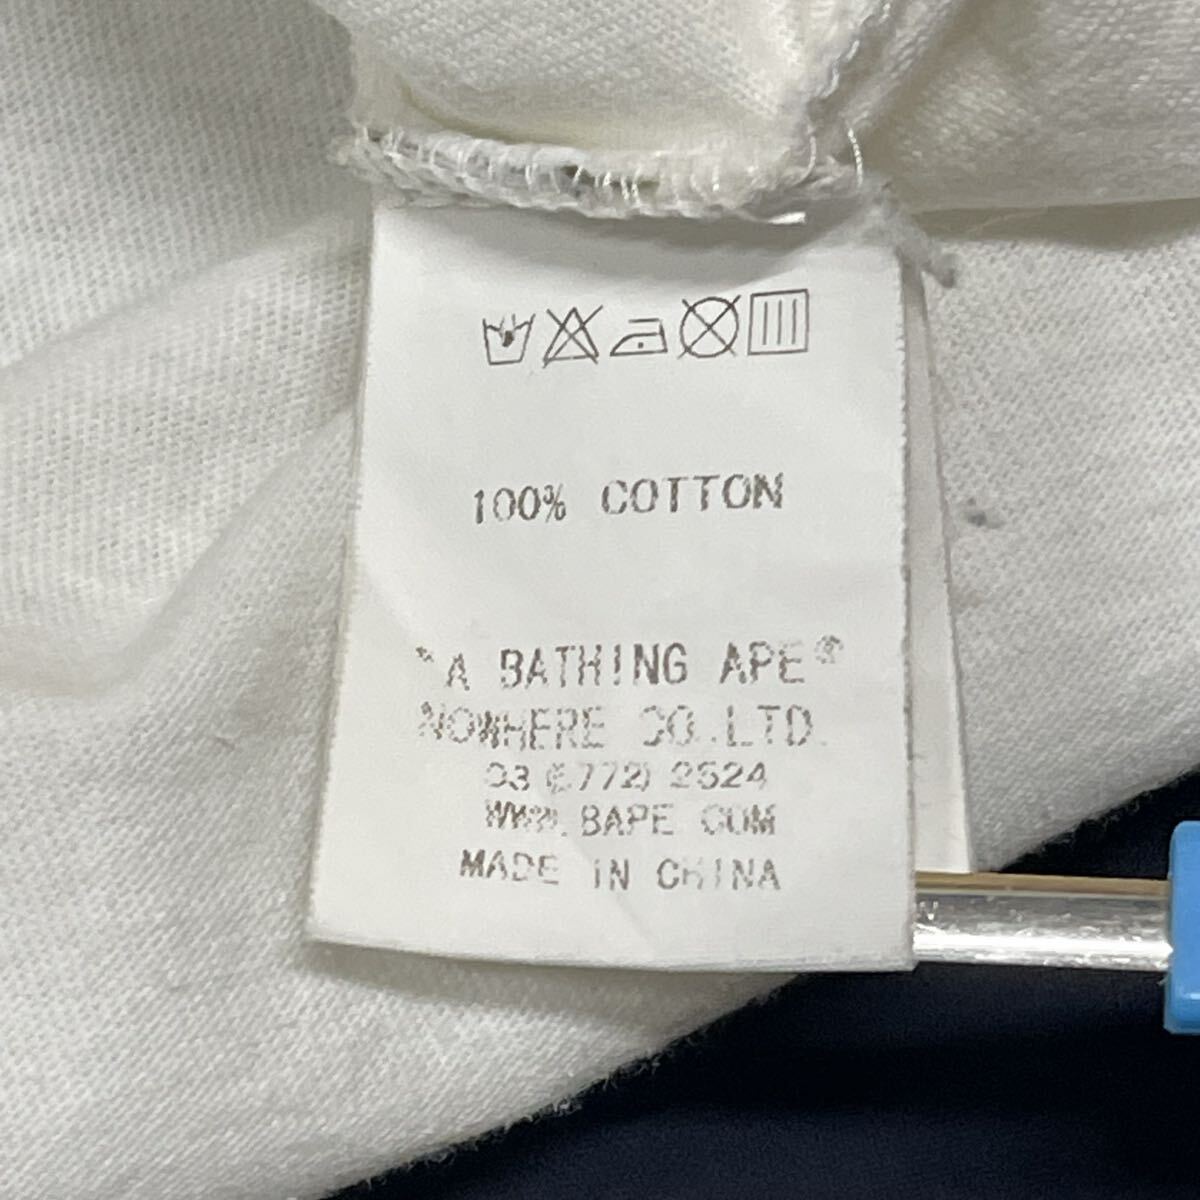 100% COTTON
"A BATHING APE®
NOWHERE CO.,LTD.
03 (5772) 2524
WWW.BAPE.COM
MADE IN CHINA